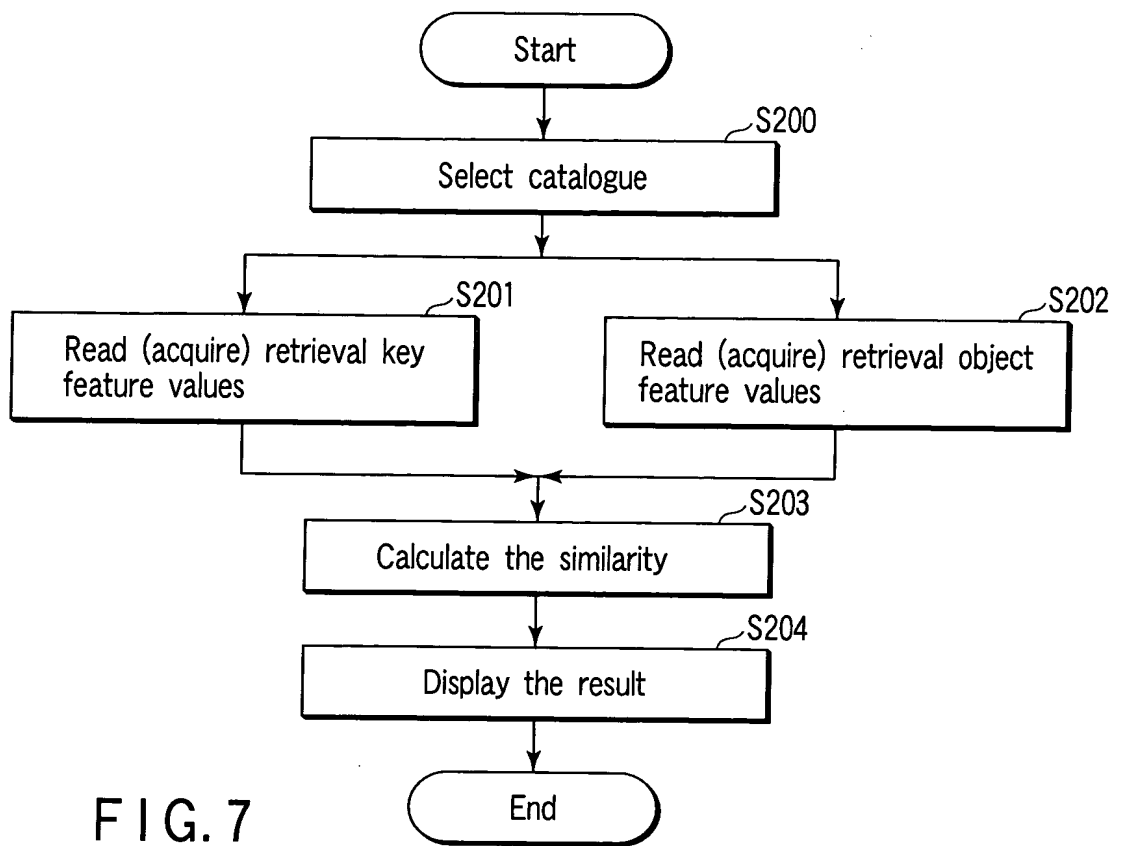 Start
S200
Select catalogue
S201
Read (acquire) retrieval key
feature values
S202
Read (acquire) retrieval object
feature values
S203
Calculate the similarity
S204
Display the result
End
FIG. 7